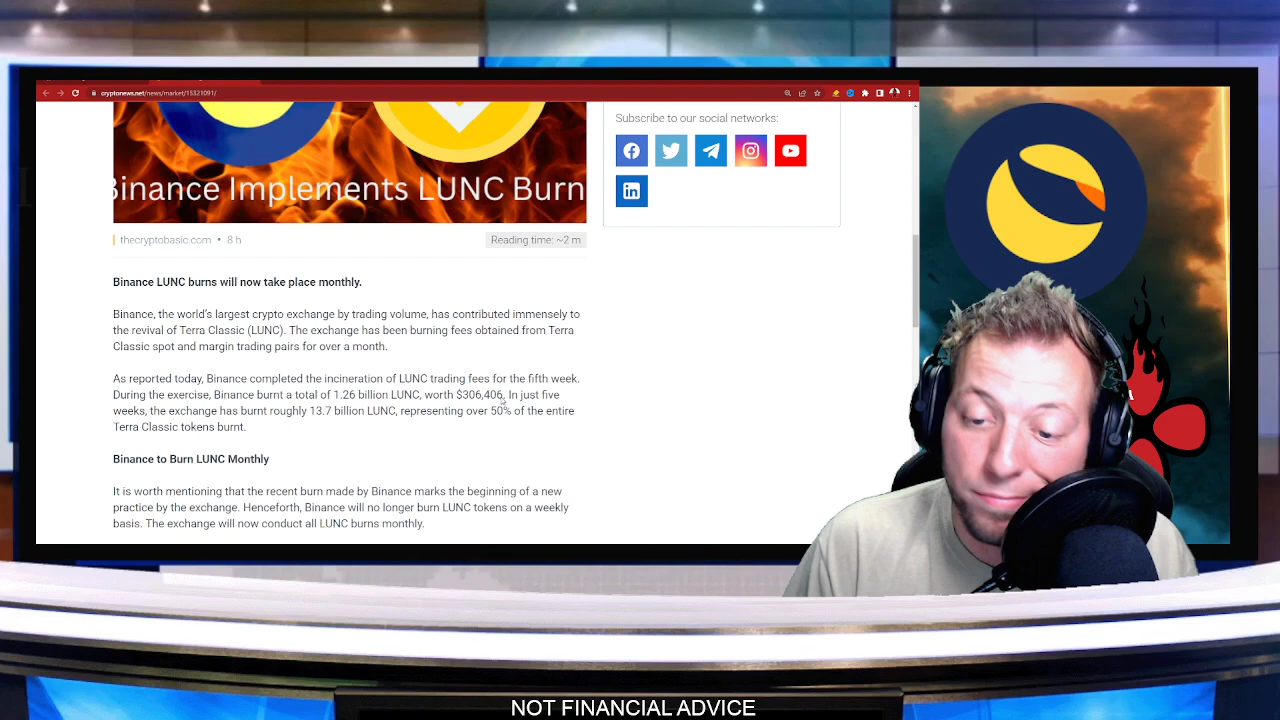 cryptonews.net/news/market/15321091/
Binance Implements LUNC Burn
Subscribe to our social networks:
thecryptobasic.com • 8 h
Reading time: ~2 m
Binance LUNC burns will now take place monthly.
Binance, the world's largest crypto exchange by trading volume, has contributed immensely to
the revival of Terra Classic (LUNC). The exchange has been burning fees obtained from Terra
Classic spot and margin trading pairs for over a month.
As reported today, Binance completed the incineration of LUNC trading fees for the fifth week.
During the exercise, Binance burnt a total of 1.26 billion LUNC, worth $306,406. In just five
weeks, the exchange has burnt roughly 13.7 billion LUNC, representing over 50% of the entire
Terra Classic tokens burnt.
Binance to Burn LUNC Monthly
It is worth mentioning that the recent burn made by Binance marks the beginning of a new
practice by the exchange. Henceforth, Binance will no longer burn LUNC tokens on a weekly
basis. The exchange will now conduct all LUNC burns monthly.
NOT FINANCIAL ADVICE